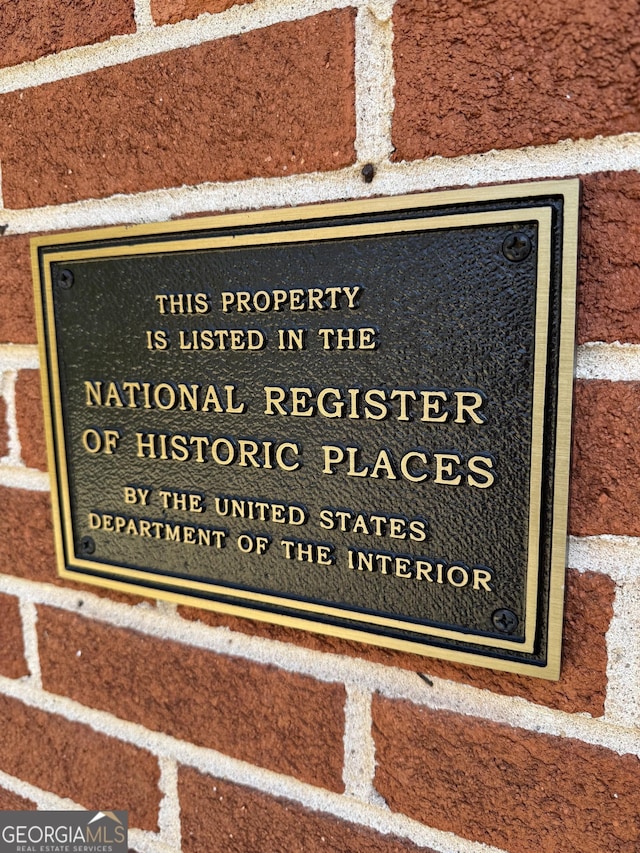 THIS PROPERTY
IS LISTED IN THE
NATIONAL REGISTER
OF HISTORIC PLACES
BY THE UNITED STATES
DEPARTMENT OF THE INTERIOR
GEORGIAMLS
REAL ESTATE SERVICES